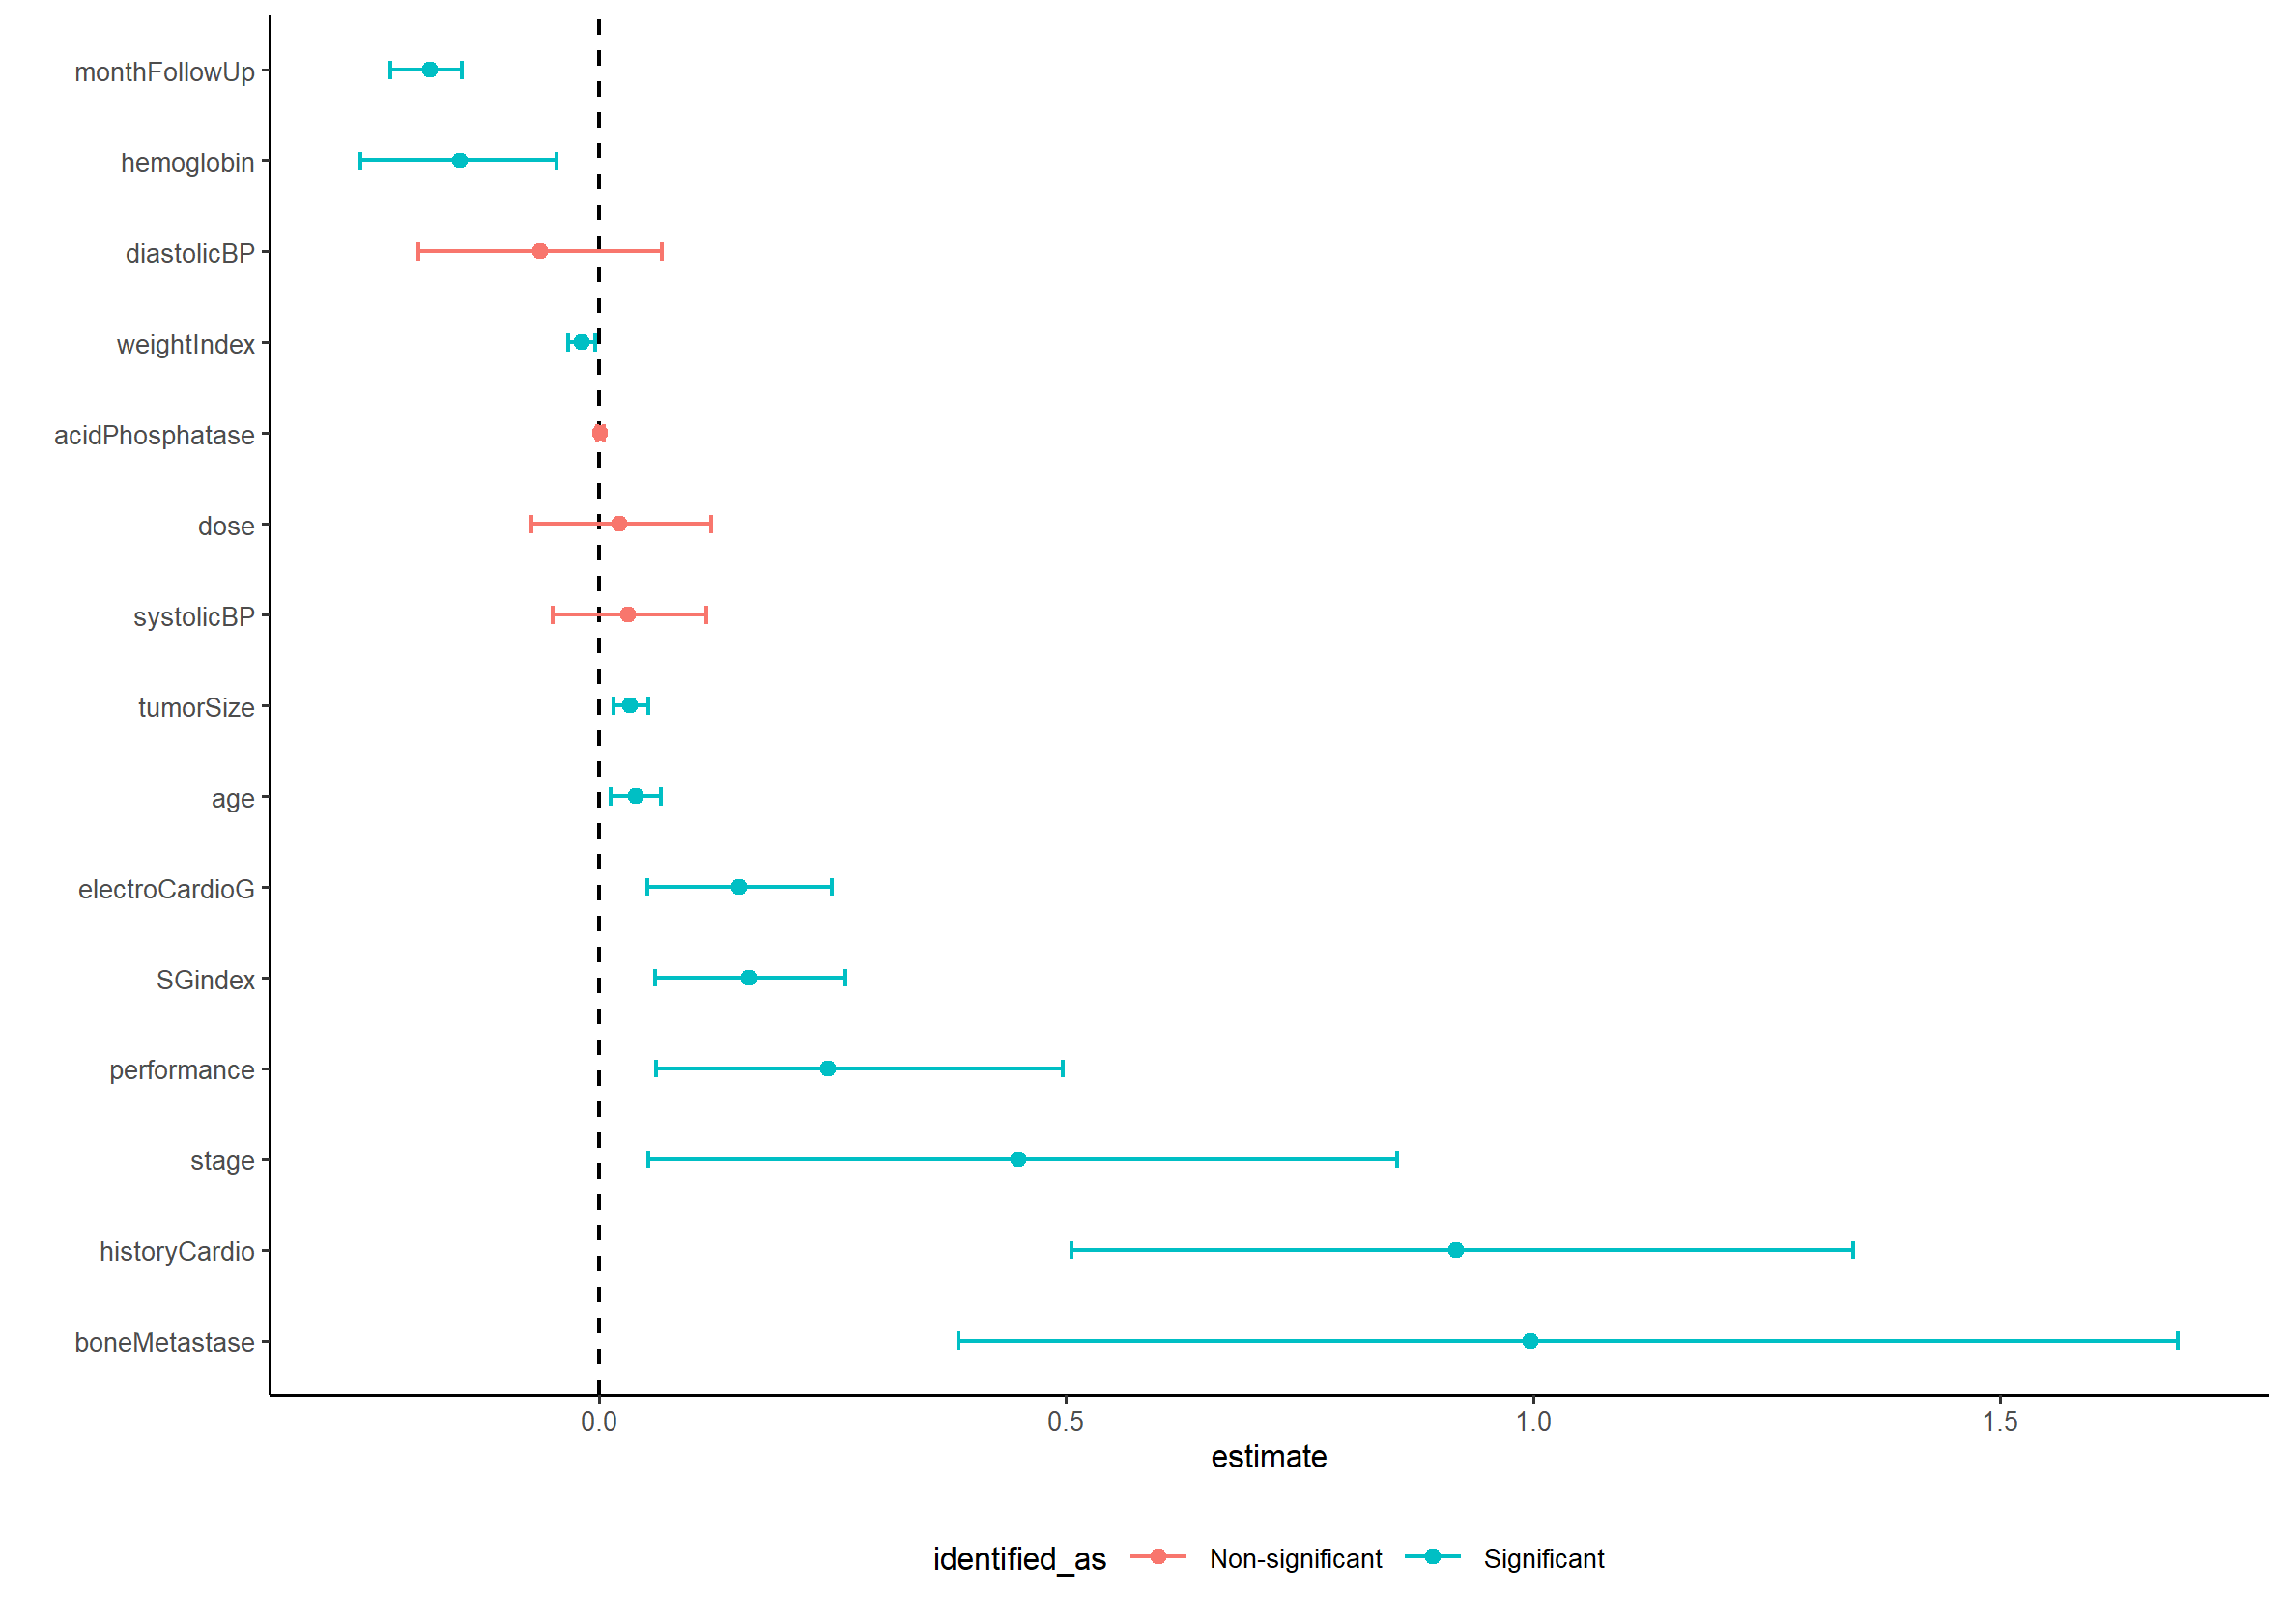 monthFollowUp
hemoglobin
diastolicBP
weightIndex
acidPhosphatase
dose
systolicBP
tumorSize
age
electroCardioG
SGindex
performance
stage
historyCardio
boneMetastase
0.0 0.5 1.0 1.5
estimate
identified_as Non-significant Significant